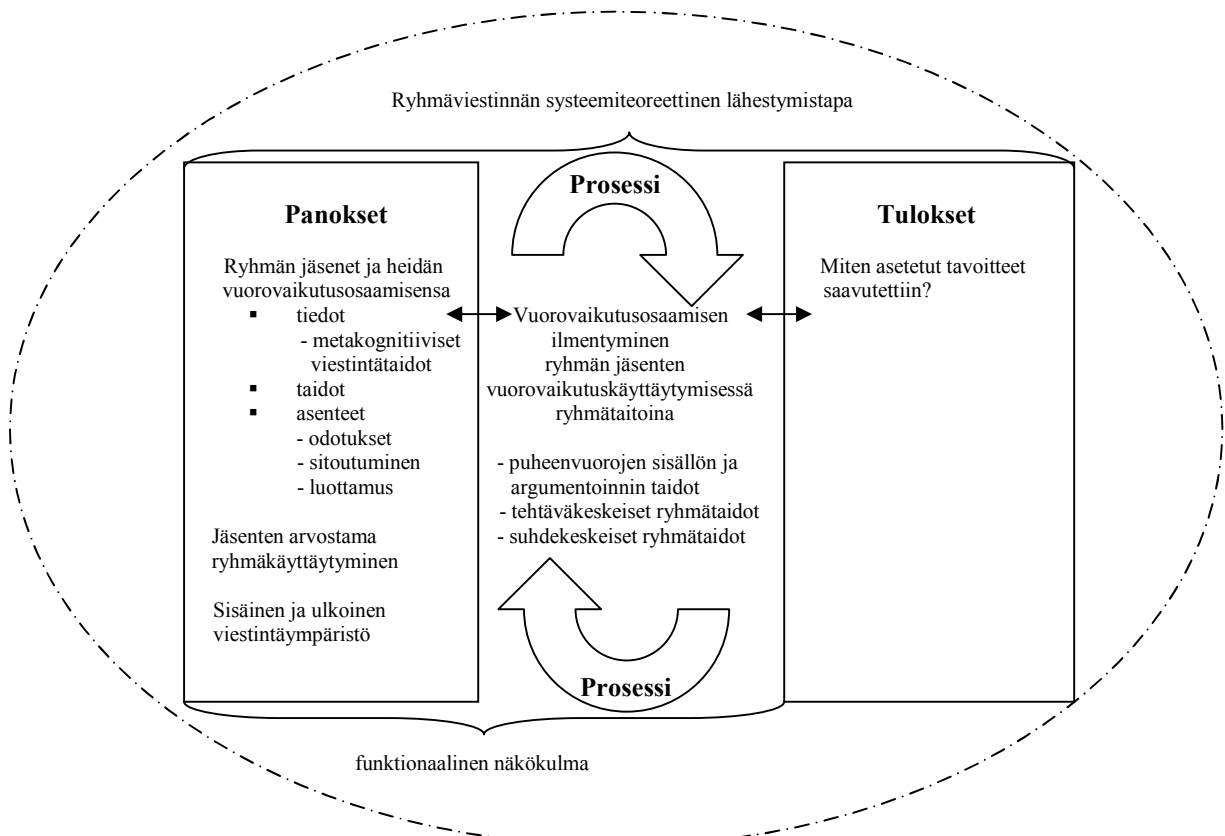 Ryhmäviestinnän systeemiteoreettinen lähestymistapa
Panokset
Ryhmän jäsenet ja heidän
vuorovaikutusosaamisensa
▪ tiedot
- metakognitiiviset
viestintätaidot
▪ taidot
▪ asenteet
- odotukset
- sitoutuminen
- luottamus
Jäsenten arvostama
ryhmäkäyttäytyminen
Sisäinen ja ulkoinen
viestintäympäristö
Prosessi
Vuorovaikutusosaamisen
ilmentyminen
ryhmän jäsenten
vuorovaikutuskäyttäytymisessä
ryhmätaitoina
- puheenvuorojen sisällön ja
argumentoinnin taidot
- tehtäväkeskeiset ryhmätaidot
- suhdekeskeiset ryhmätaidot
Prosessi
Tulokset
Miten asetetut tavoitteet
saavutettiin?
funktionaalinen näkökulma